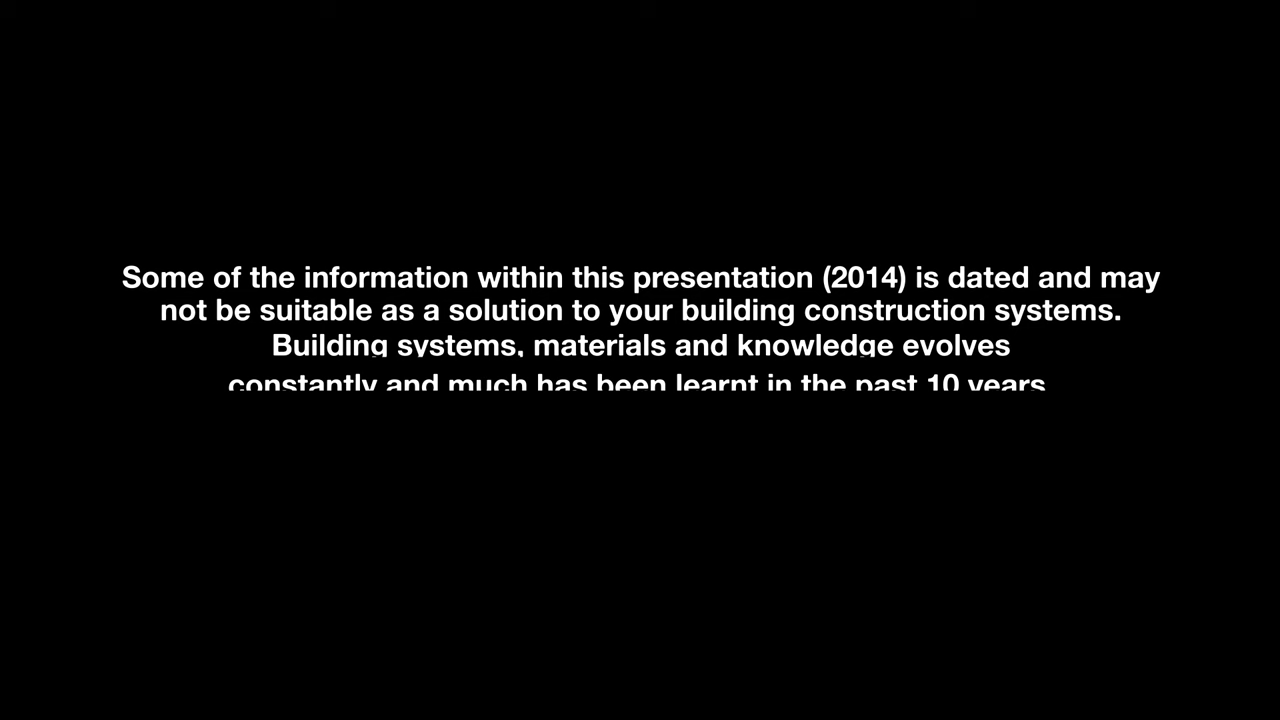 Some of the information within this presentation (2014) is dated and may
not be suitable as a solution to your building construction systems.
Building systems, materials and knowledge evolves
constantly and much has been learnt in the past 10 years